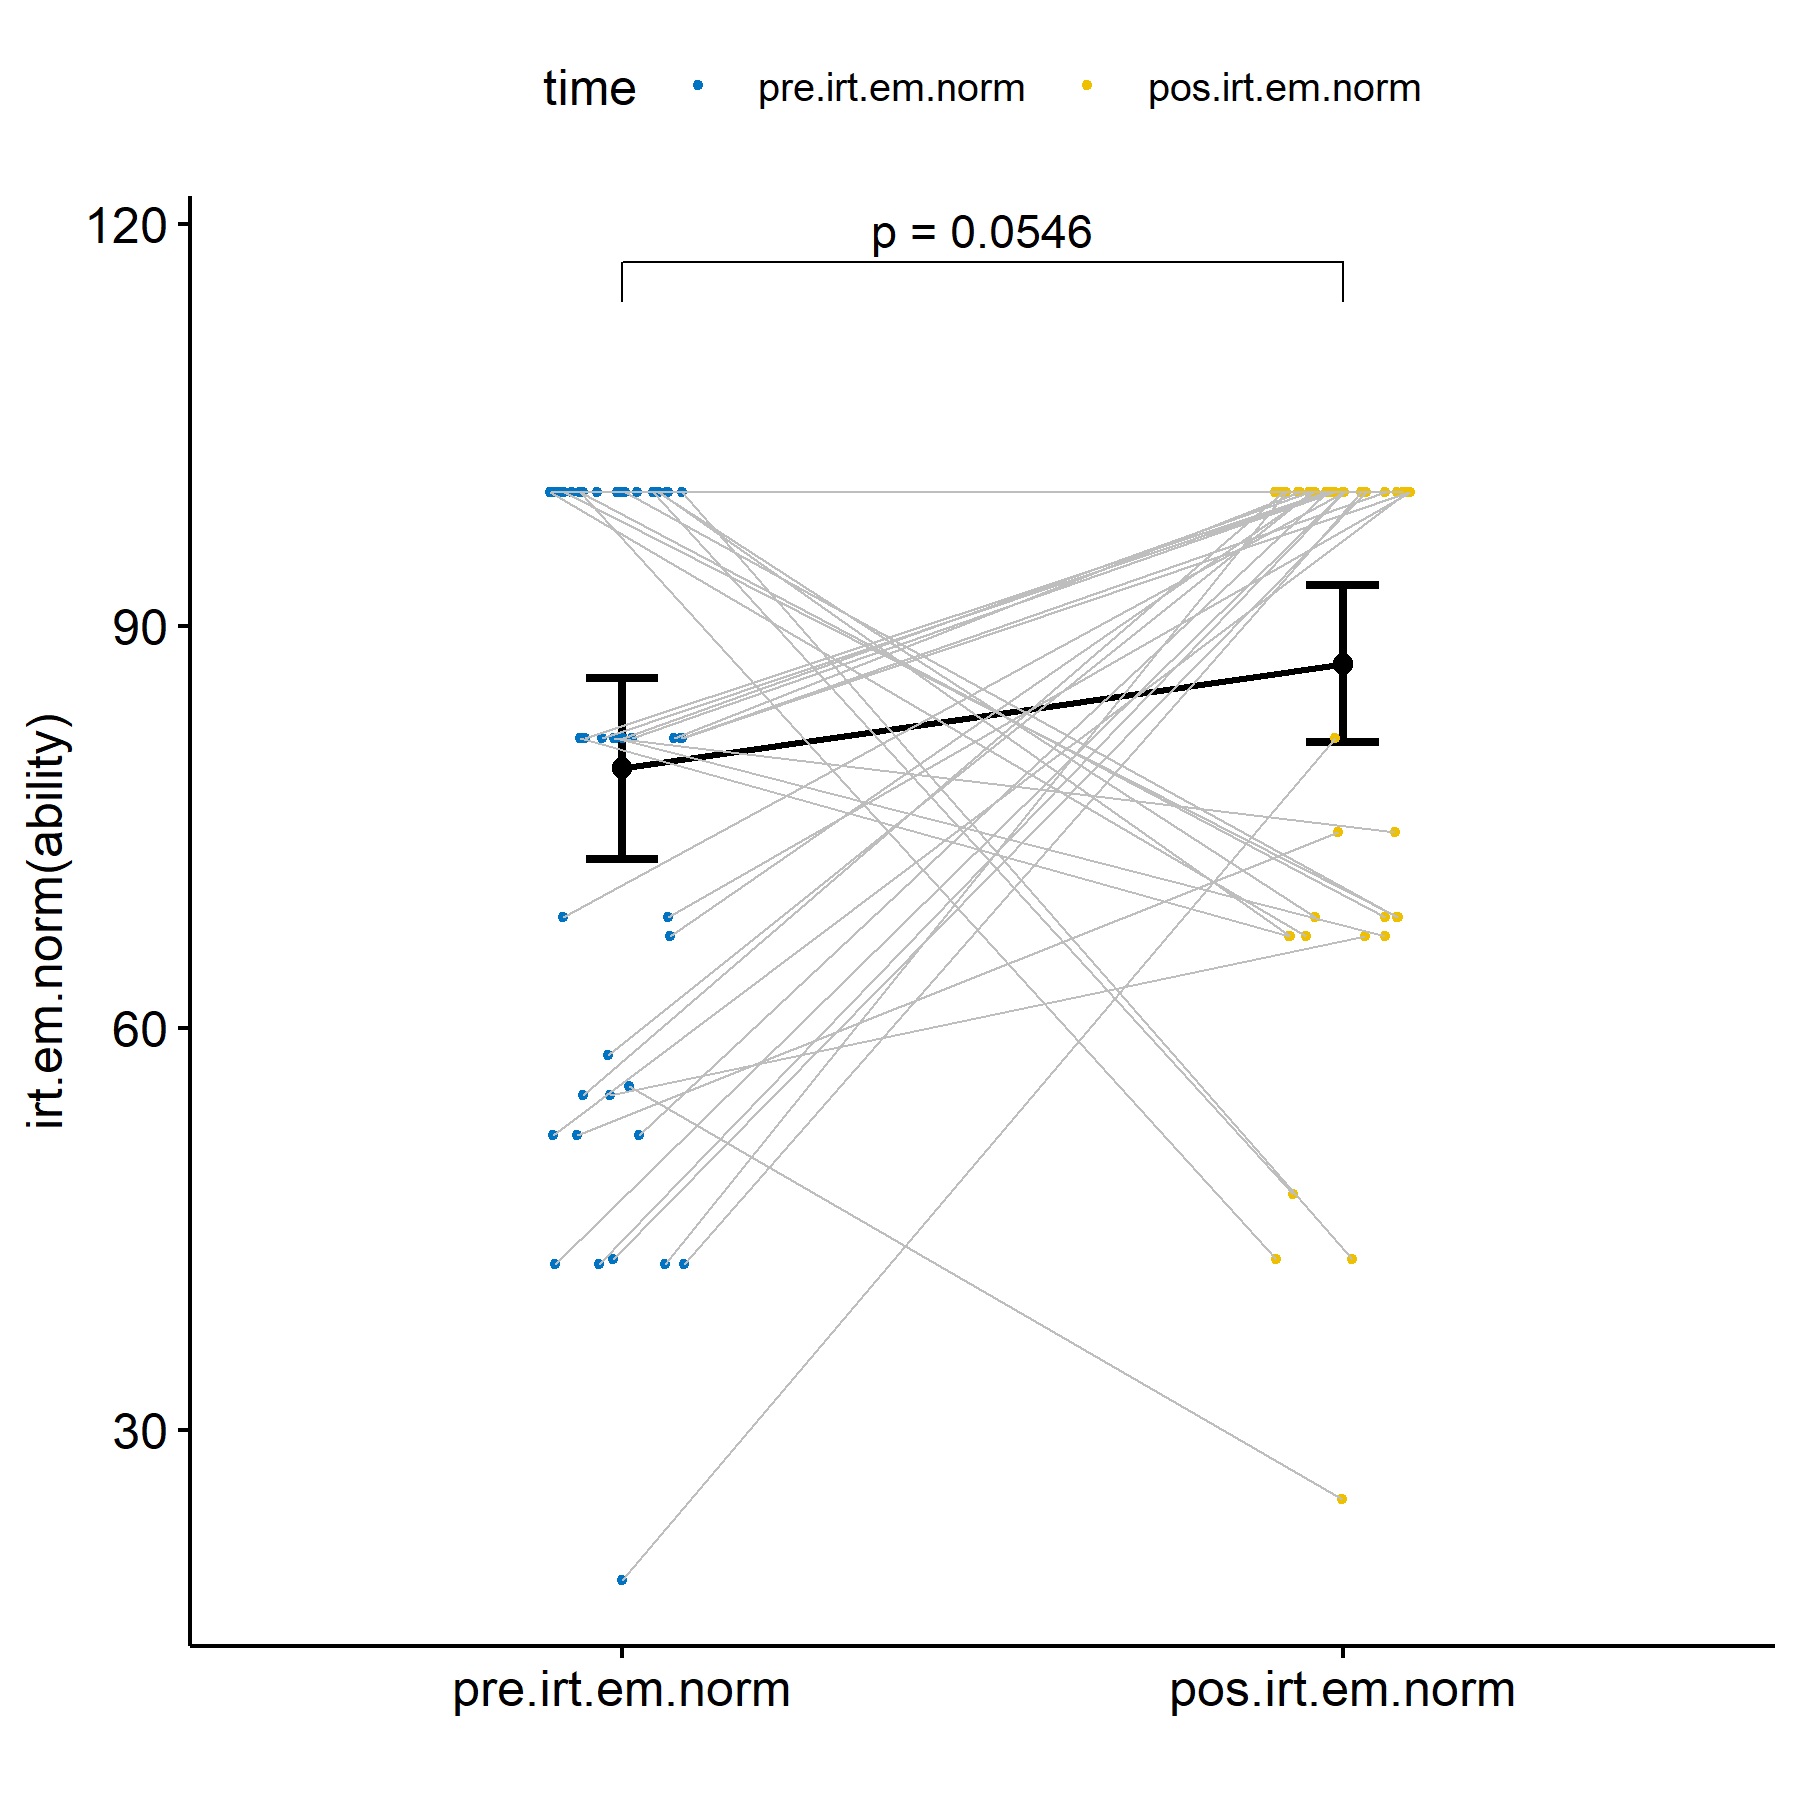 time pre.irt.em.norm pos.irt.em.norm
120
p = 0.0546
90
60
30
irt.em.norm(ability)
pre.irt.em.norm pos.irt.em.norm